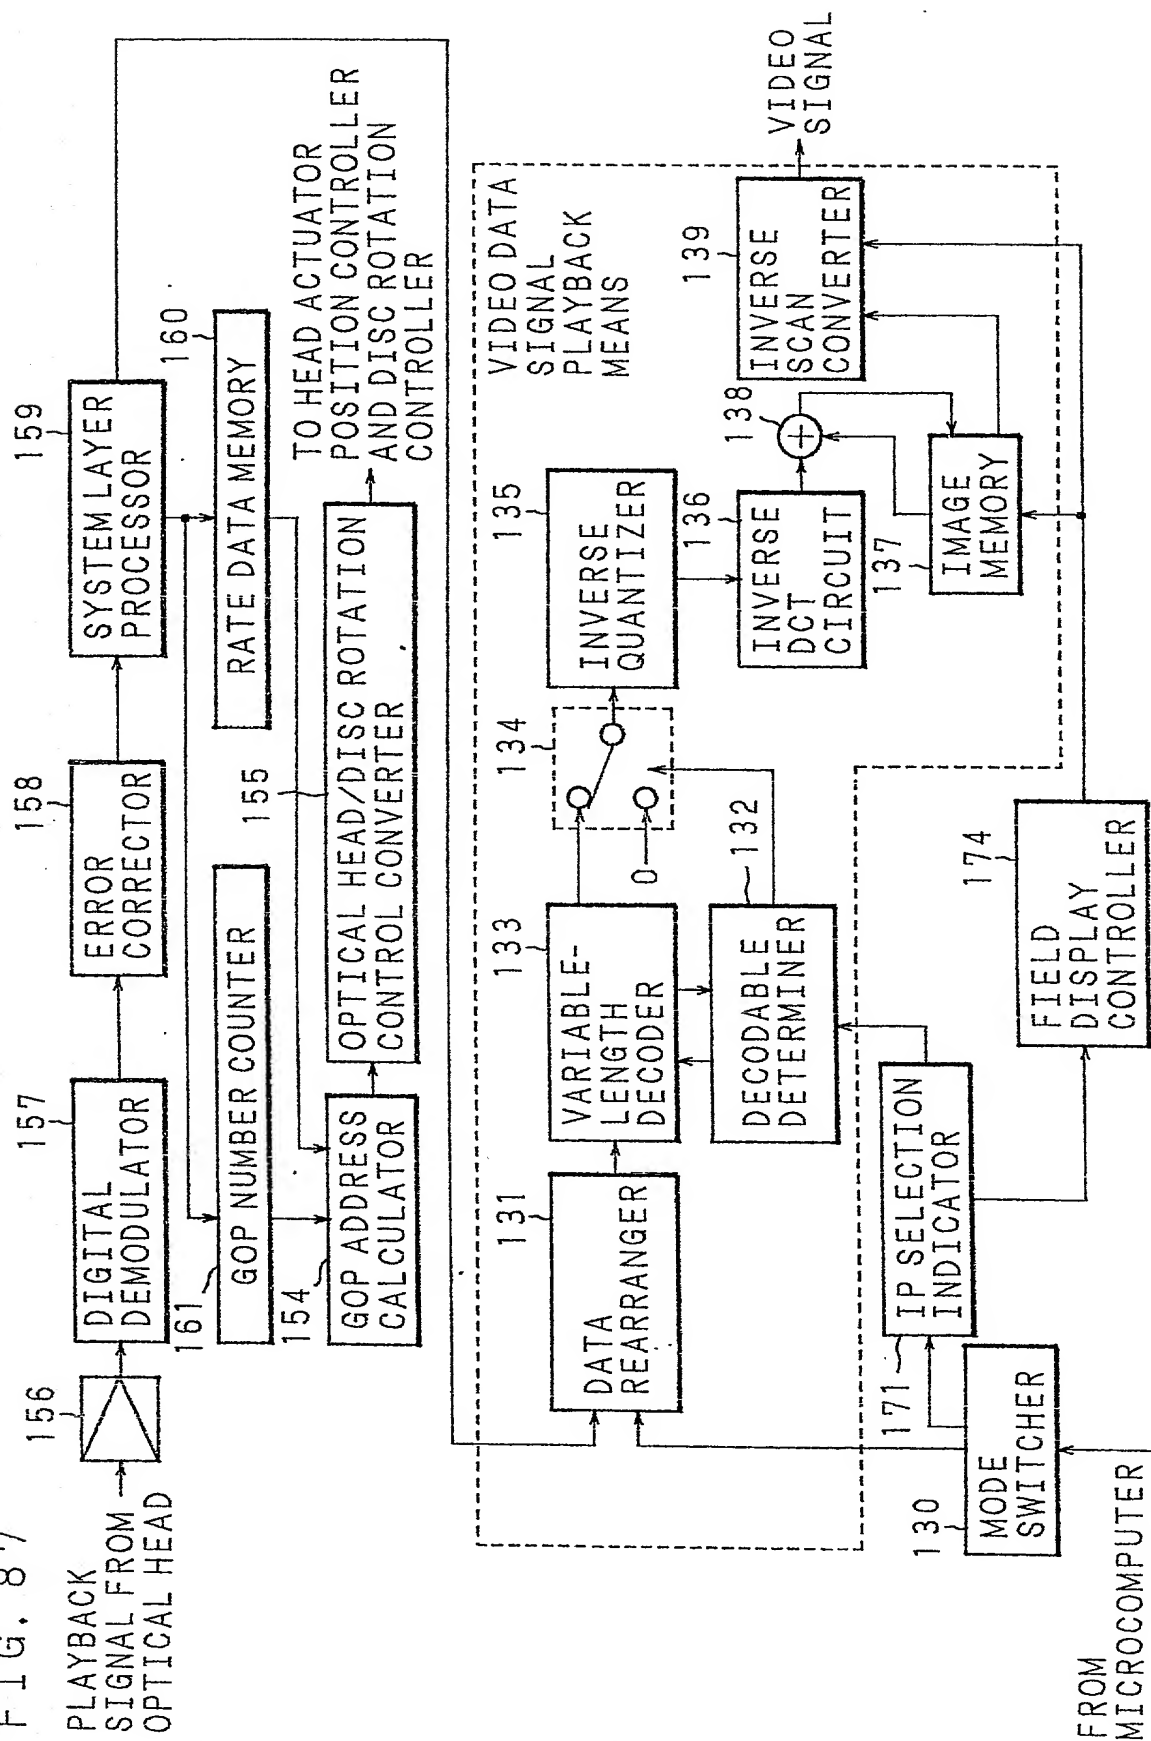 FIG. 87
PLAYBACK
SIGNAL FROM
OPTICAL HEAD
156
157
DIGITAL
DEMODULATOR
158
ERROR
CORRECTOR
159
SYSTEM LAYER
PROCESSOR
161
GOP NUMBER COUNTER
160
RATE DATA MEMORY
154
GOP ADDRESS
CALCULATOR
155
OPTICAL HEAD/DISC ROTATION
CONTROL CONVERTER
TO HEAD ACTUATOR
POSITION CONTROLLER
AND DISC ROTATION
CONTROLLER
VIDEO DATA
SIGNAL
PLAYBACK
MEANS
131
DATA
REARRANGER
133
VARIABLE-
LENGTH
DECODER
132
DECODABLE
DETERMINER
134
0
135
INVERSE
QUANTIZER
136
INVERSE
DCT
CIRCUIT
138
+
137
IMAGE
MEMORY
139
INVERSE
SCAN
CONVERTER
VIDEO
SIGNAL
130
MODE
SWITCHER
171
IP SELECTION
INDICATOR
174
FIELD
DISPLAY
CONTROLLER
FROM
MICROCOMPUTER